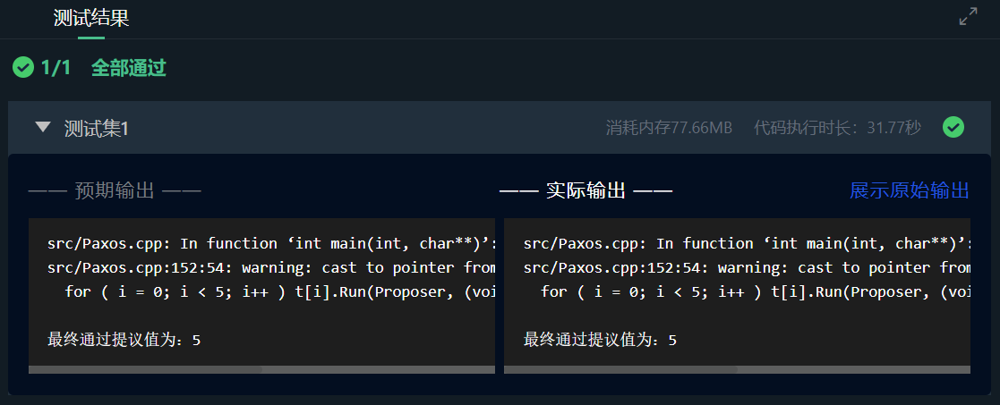 测试结果
1/1 全部通过
测试集1 消耗内存77.66MB 代码执行时长：31.77秒
—— 预期输出 —— —— 实际输出 —— 展示原始输出
src/Paxos.cpp: In function ‘int main(int, char**)’:
src/Paxos.cpp:152:54: warning: cast to pointer from
for ( i = 0; i < 5; i++ ) t[i].Run(Proposer, (voi
最终通过提议值为：5
src/Paxos.cpp: In function ‘int main(int, char**)’:
src/Paxos.cpp:152:54: warning: cast to pointer from
for ( i = 0; i < 5; i++ ) t[i].Run(Proposer, (voi
最终通过提议值为：5